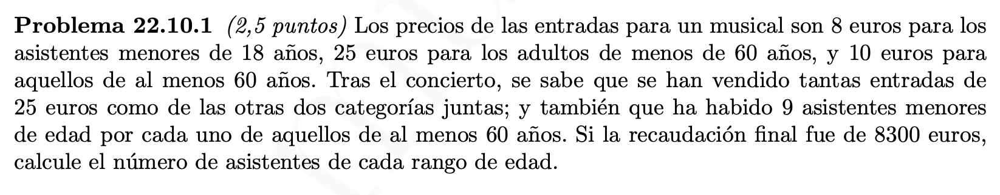 Problema 22.10.1 (2,5 puntos) Los precios de las entradas para un musical son 8 euros para los
asistentes menores de 18 años, 25 euros para los adultos de menos de 60 años, y 10 euros para
aquellos de al menos 60 años. Tras el concierto, se sabe que se han vendido tantas entradas de
25 euros como de las otras dos categorías juntas; y también que ha habido 9 asistentes menores
de edad por cada uno de aquellos de al menos 60 años. Si la recaudación final fue de 8300 euros,
calcule el número de asistentes de cada rango de edad.